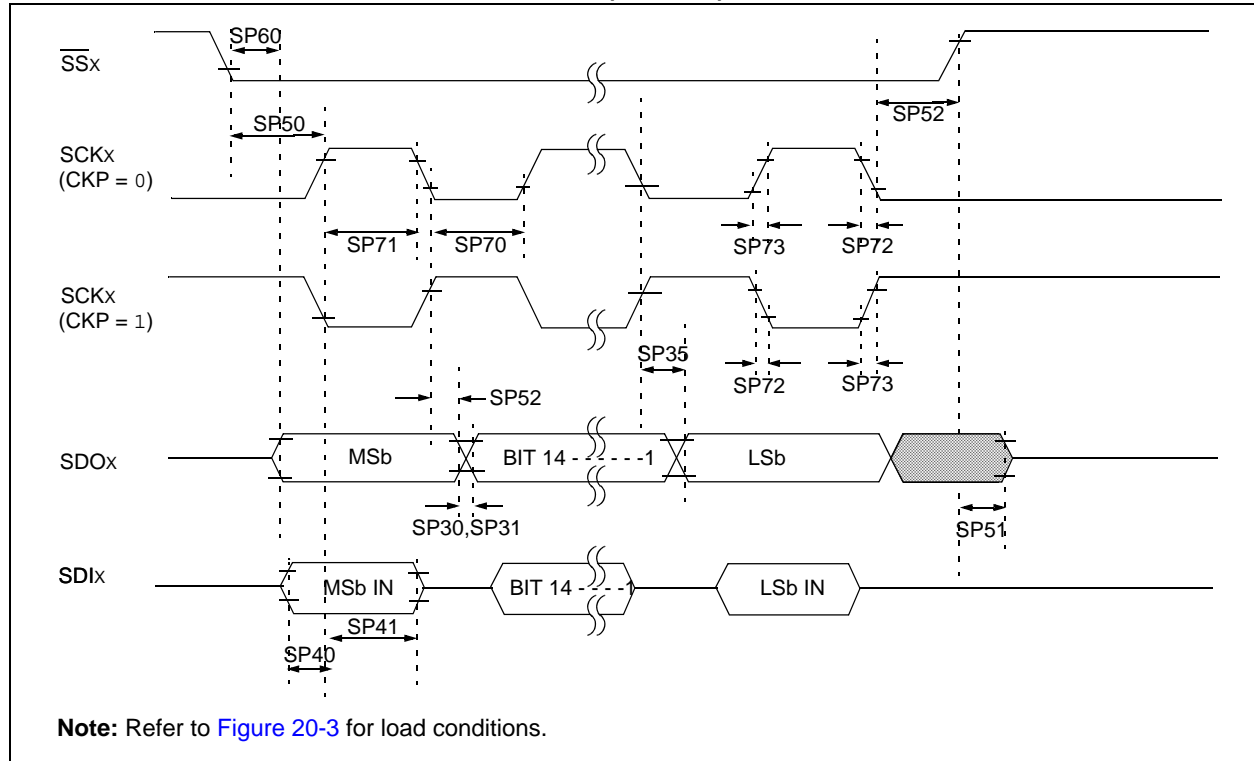 SP60
SSX
SP50
SP52
SCKX
(CKP = 0)
SP71
SP70
SP73
SP72
SCKX
(CKP = 1)
SP35
SP72
SP73
SP52
SDOX
MSb
BIT 14 - - - - - -1
LSb
SP30,SP31
SP51
SDIX
MSb IN
BIT 14 - - - -1
LSb IN
SP41
SP40
Note: Refer to Figure 20-3 for load conditions.